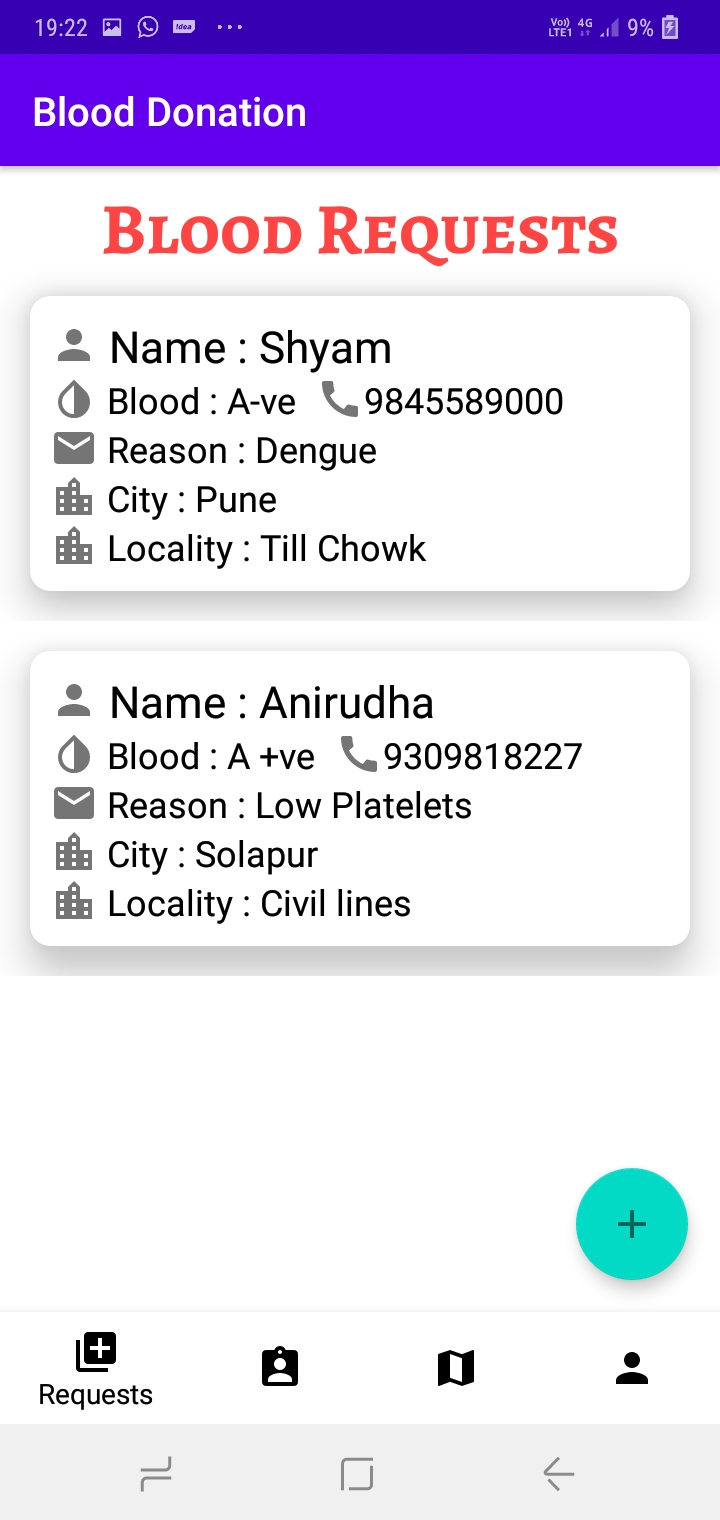 19:22 !dea Vo)) LTE1 4G 9%
Blood Donation
Blood Requests
Name : Shyam
Blood : A-ve 9845589000
Reason : Dengue
City : Pune
Locality : Till Chowk
Name : Anirudha
Blood : A +ve 9309818227
Reason : Low Platelets
City : Solapur
Locality : Civil lines
Requests